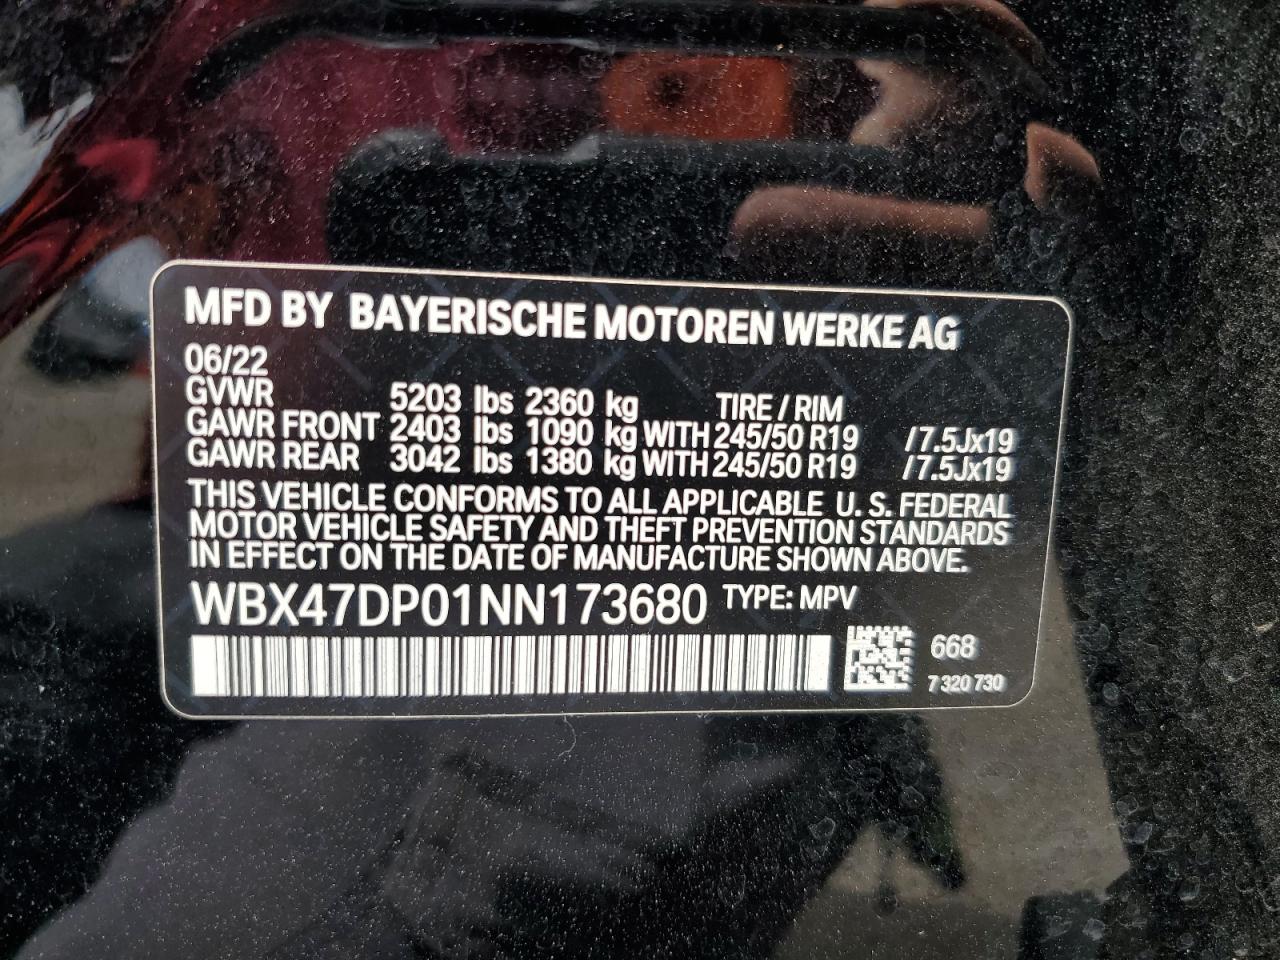 MFD BY BAYERISCHE MOTOREN WERKE AG
06/22
GVWR 5203 lbs 2360 kg TIRE / RIM
GAWR FRONT 2403 lbs 1090 kg WITH 245/50 R19 /7.5Jx19
GAWR REAR 3042 lbs 1380 kg WITH 245/50 R19 /7.5Jx19
THIS VEHICLE CONFORMS TO ALL APPLICABLE U. S. FEDERAL
MOTOR VEHICLE SAFETY AND THEFT PREVENTION STANDARDS
IN EFFECT ON THE DATE OF MANUFACTURE SHOWN ABOVE.
WBX47DP01NN173680 TYPE: MPV
668
7 320 730